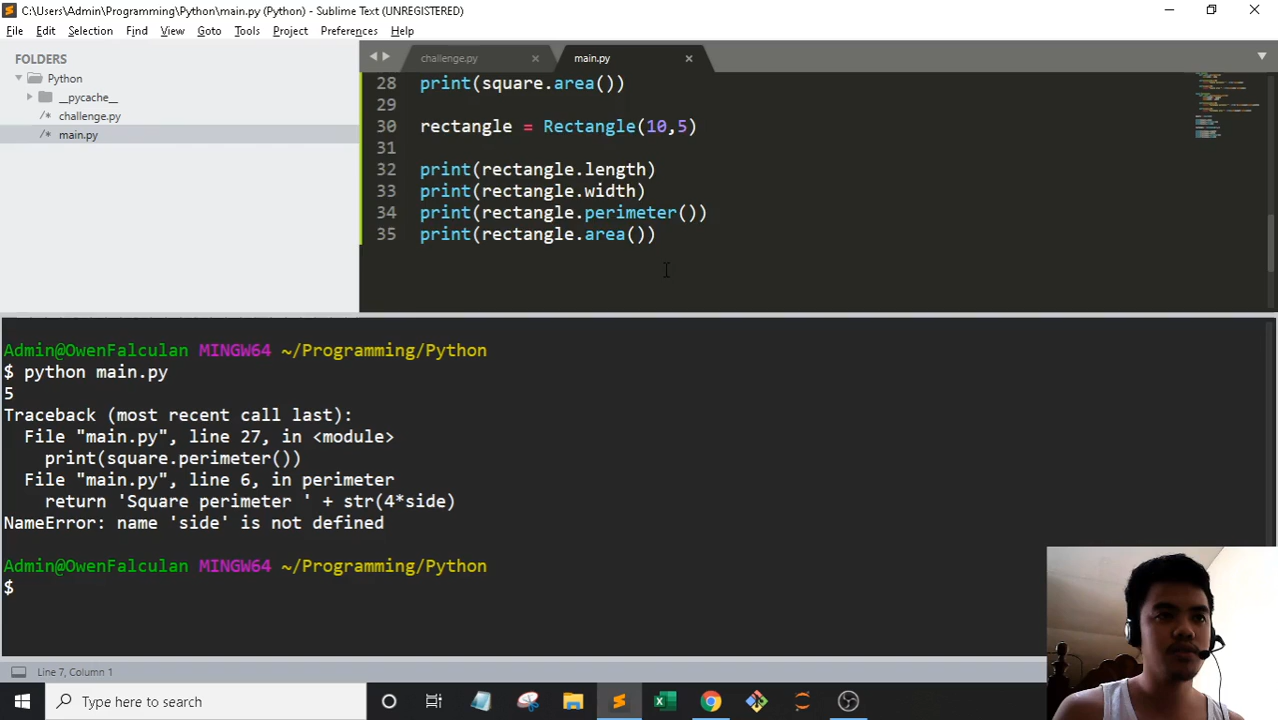 C:\Users\Admin\Programming\Python\main.py (Python) - Sublime Text (UNREGISTERED)
File Edit Selection Find View Goto Tools Project Preferences Help
FOLDERS
Python
__pycache__
/* challenge.py
/* main.py
challenge.py × main.py ×
28 print(square.area())
29
30 rectangle = Rectangle(10,5)
31
32 print(rectangle.length)
33 print(rectangle.width)
34 print(rectangle.perimeter())
35 print(rectangle.area())
Admin@OwenFalculan MINGW64 ~/Programming/Python
$ python main.py
5
Traceback (most recent call last):
File "main.py", line 27, in <module>
print(square.perimeter())
File "main.py", line 6, in perimeter
return 'Square perimeter ' + str(4*side)
NameError: name 'side' is not defined
Admin@OwenFalculan MINGW64 ~/Programming/Python
$
Line 7, Column 1
Type here to search